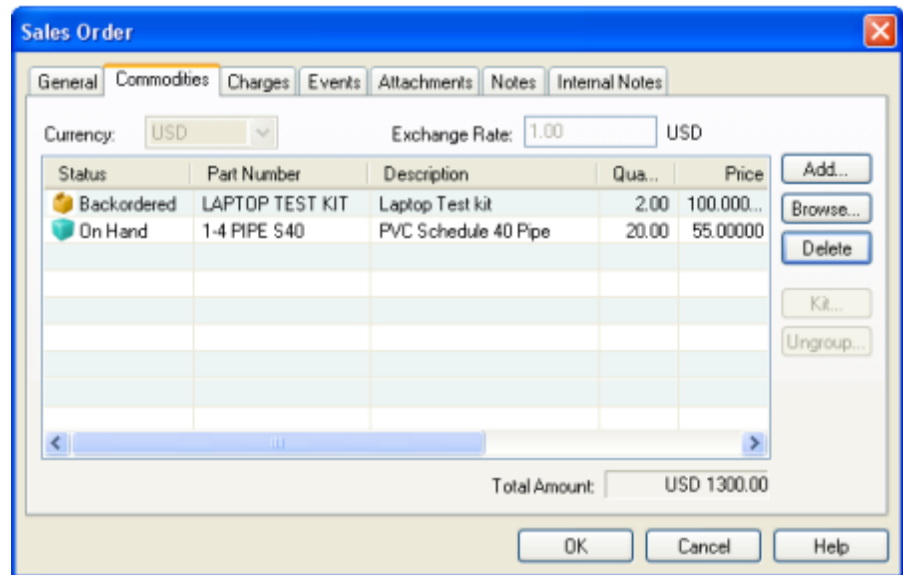 Sales Order
General Commodities Charges Events Attachments Notes Internal Notes
Currency: USD Exchange Rate: 1.00 USD
Status Part Number Description Qua... Price Add...
Backordered LAPTOP TEST KIT Laptop Test kit 2.00 100.000... Browse...
On Hand 1-4 PIPE S40 PVC Schedule 40 Pipe 20.00 55.00000
Delete
Kit...
Ungroup...
Total Amount: USD 1300.00
OK Cancel Help